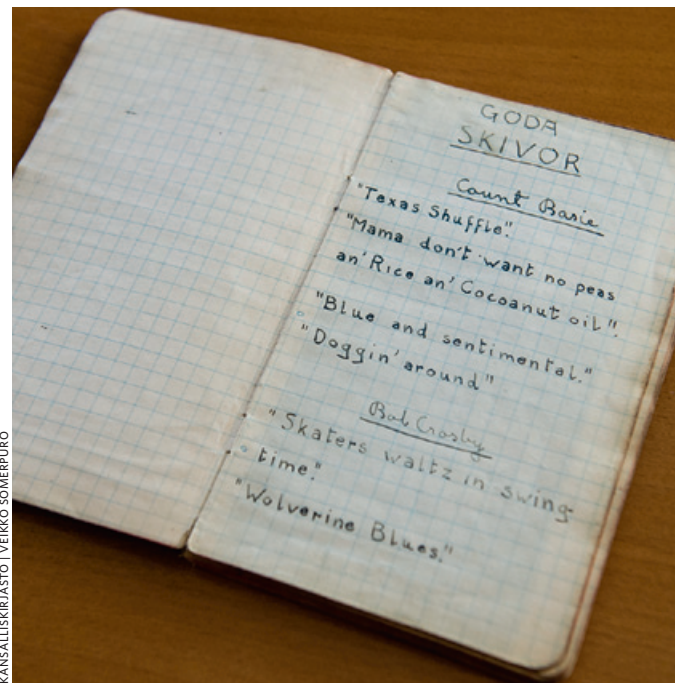 GODA
SKIVOR
Count Basie
"Texas Shuffle".
"Mama don't want no peas
an' Rice an' Cocoanut oil".
"Blue and sentimental."
"Doggin' around"
Bob Crosby
"Skaters waltz in swing
time."
"Wolverine Blues."
KANSALLISKIRJASTO | VEIKKO SOMERPURO